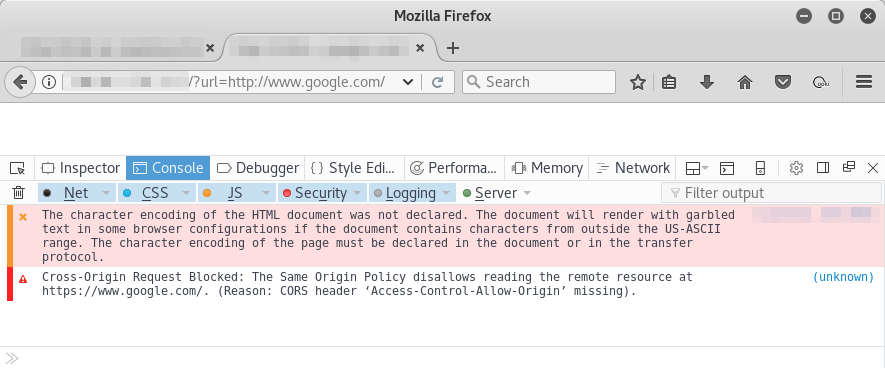 Mozilla Firefox
/?url=http://www.google.com/
Search
Inspector
Console
Debugger
{ } Style Edi...
Performa...
Memory
Network
Net
CSS
JS
Security
Logging
Server
Filter output
The character encoding of the HTML document was not declared. The document will render with garbled
text in some browser configurations if the document contains characters from outside the US-ASCII
range. The character encoding of the page must be declared in the document or in the transfer
protocol.
Cross-Origin Request Blocked: The Same Origin Policy disallows reading the remote resource at
(unknown)
https://www.google.com/. (Reason: CORS header ‘Access-Control-Allow-Origin’ missing).